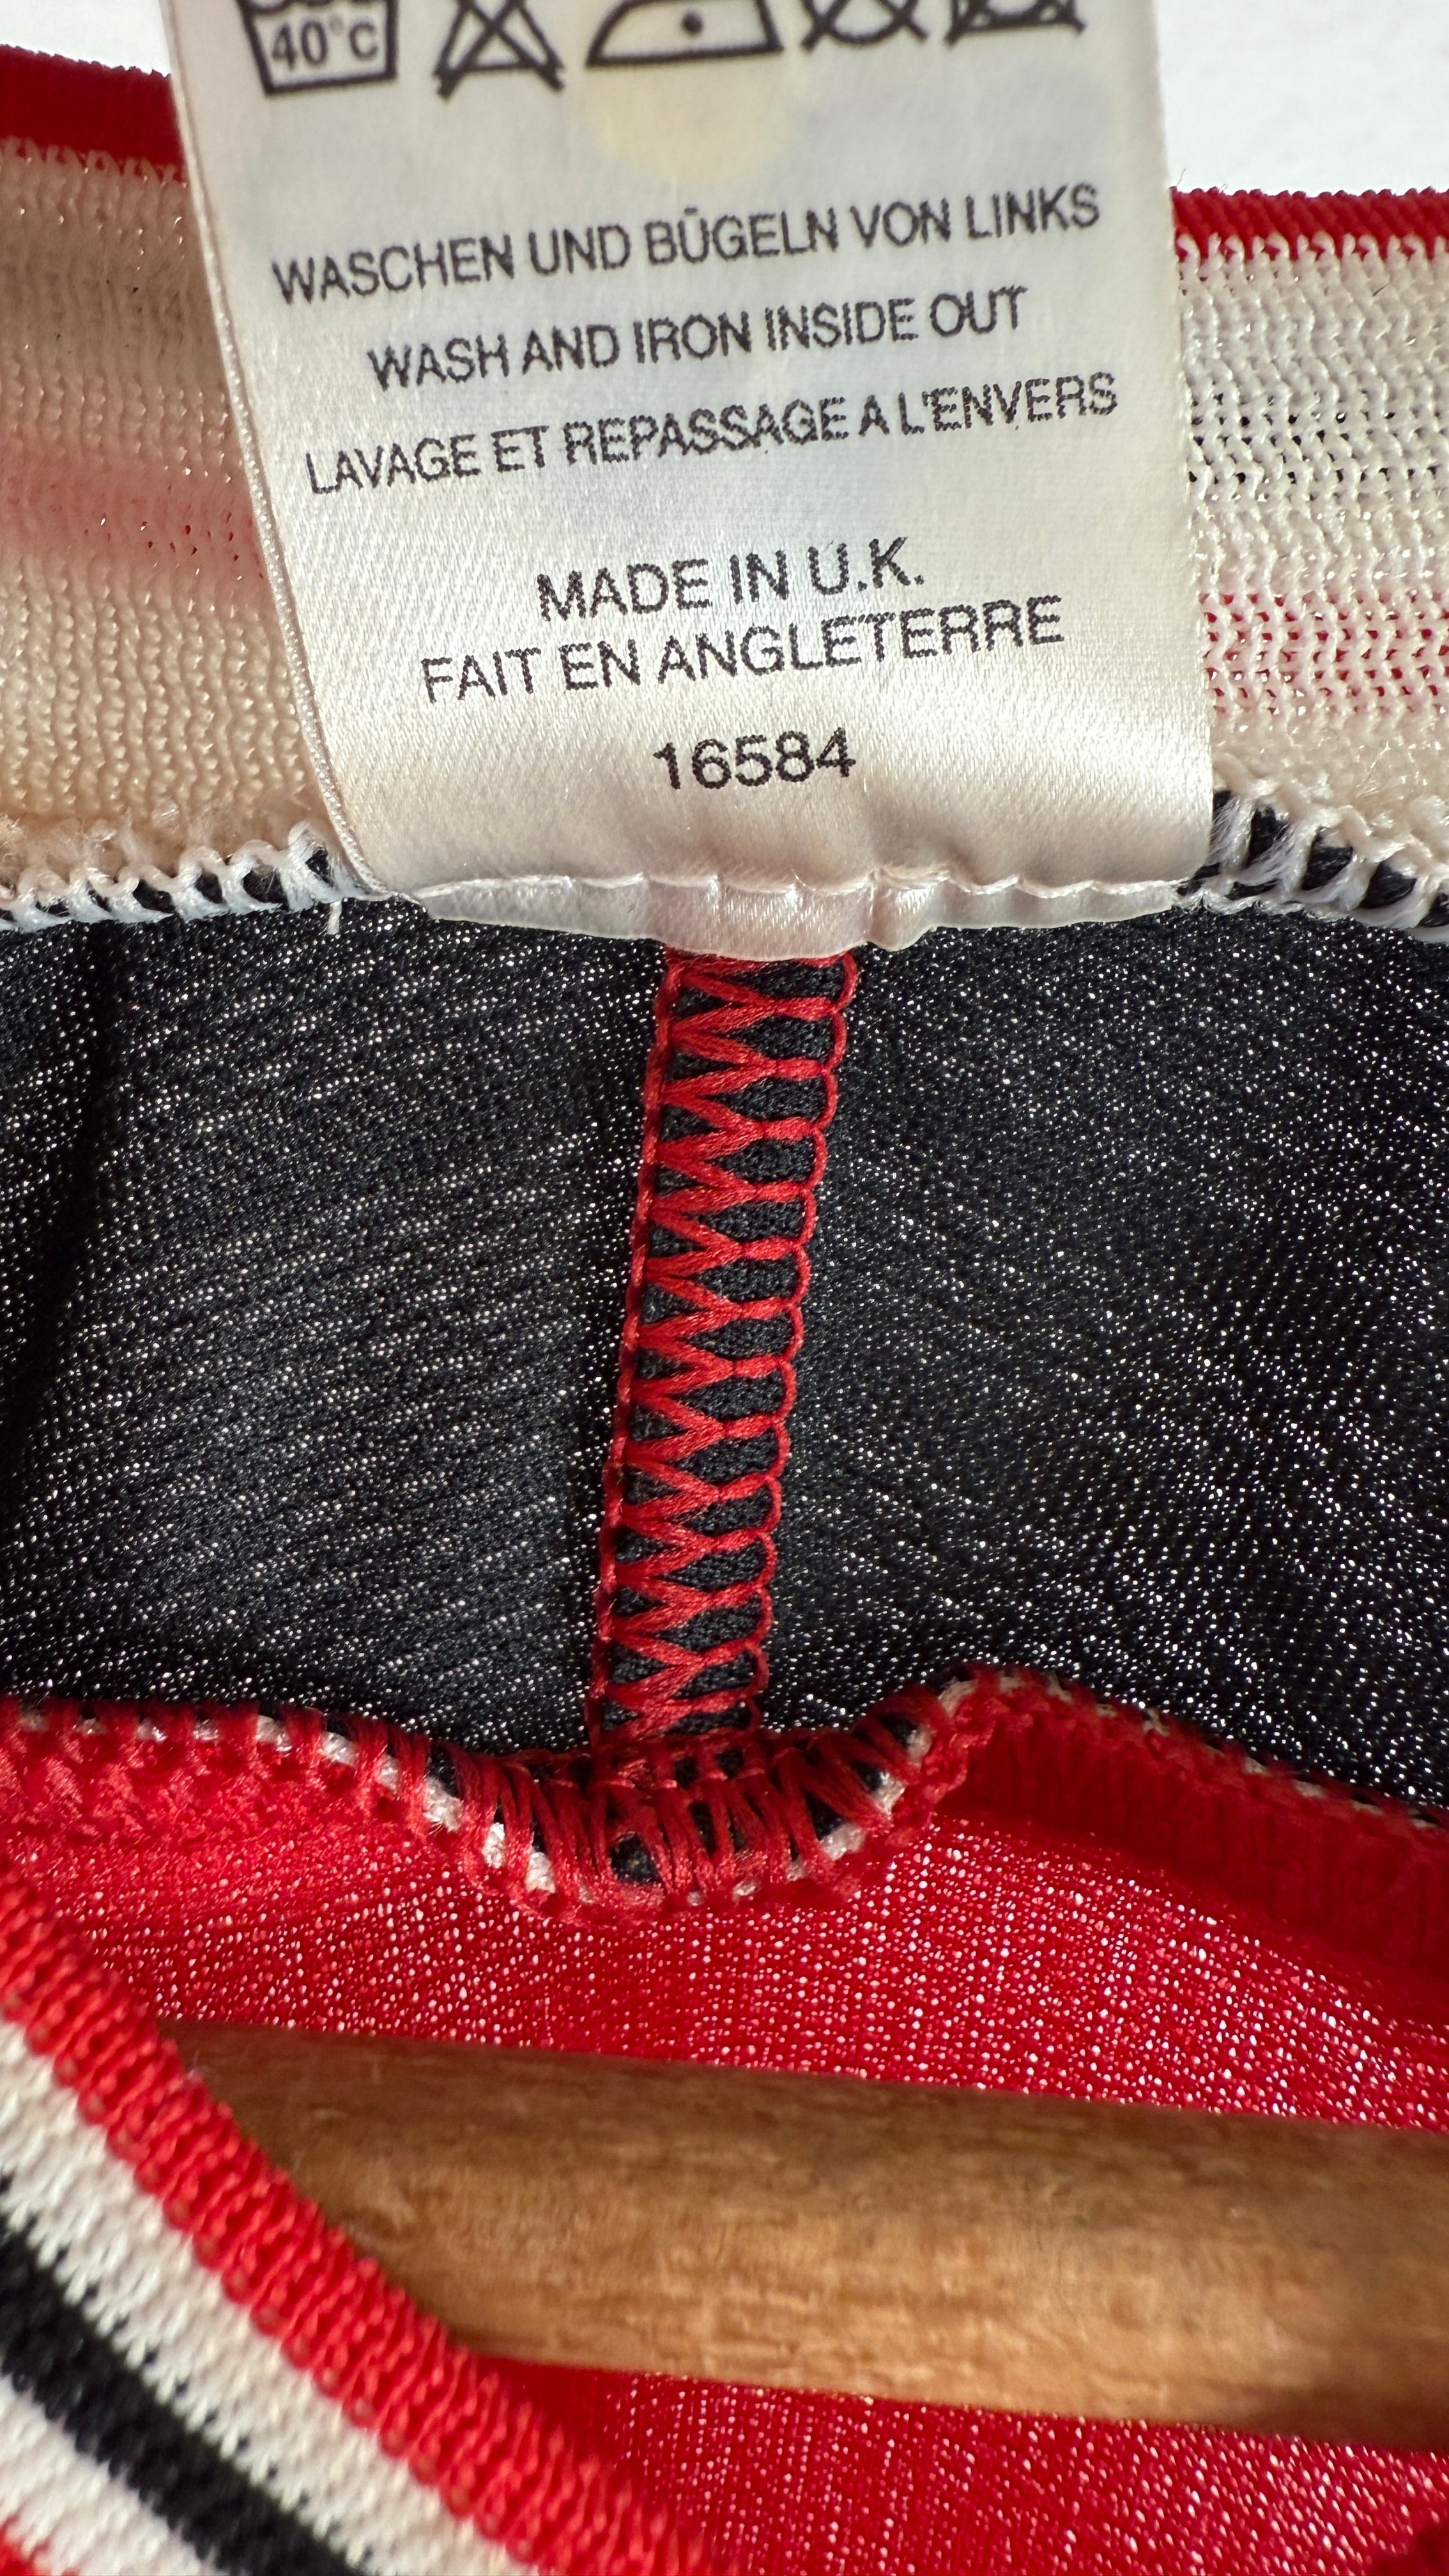 40°C
WASCHEN UND BÜGELN VON LINKS
WASH AND IRON INSIDE OUT
LAVAGE ET REPASSAGE A L'ENVERS
MADE IN U.K.
FAIT EN ANGLETERRE
16584